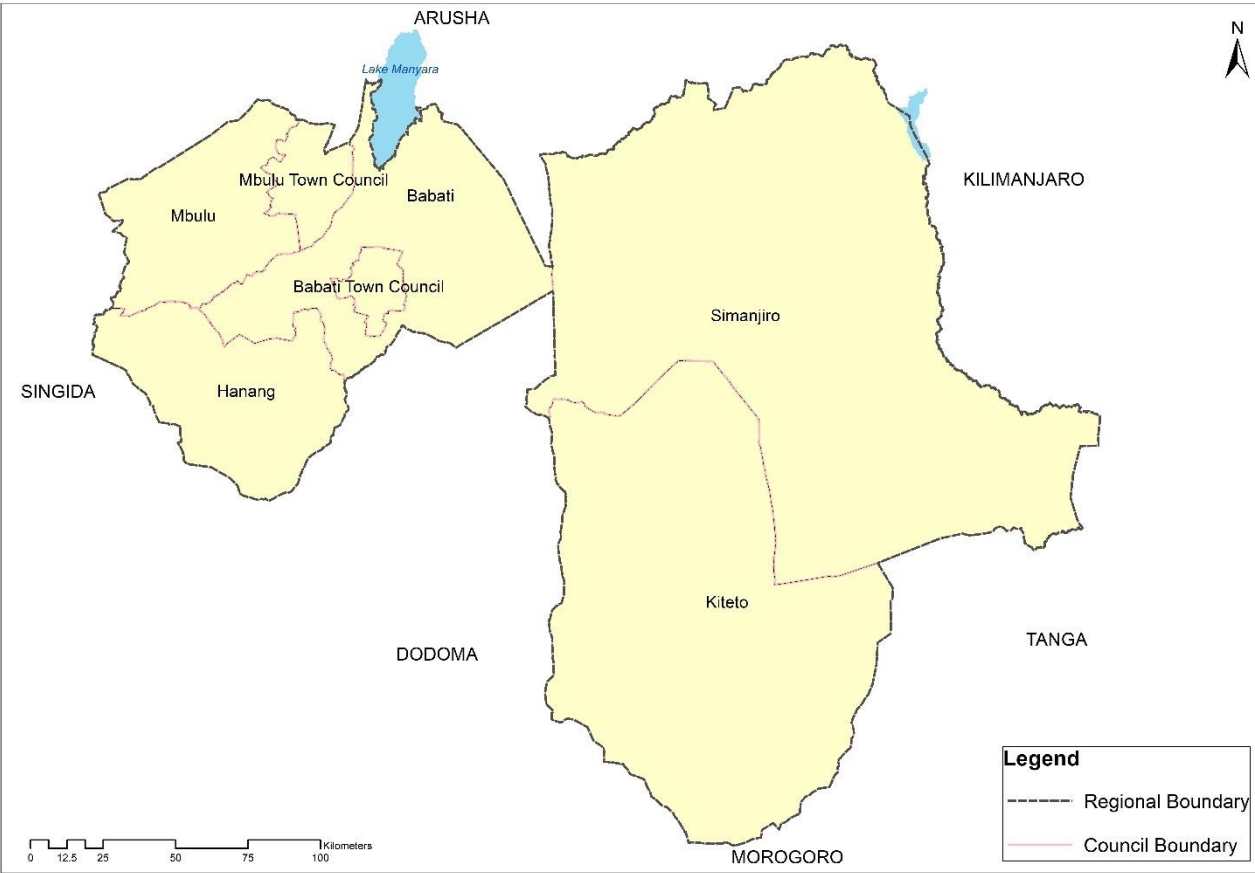 ARUSHA
N
Lake Manyara
Mbulu Town Council
KILIMANJARO
Babati
Mbulu
Babati Town Council
Simanjiro
SINGIDA
Hanang
Kiteto
TANGA
DODOMA
Legend
Regional Boundary
Council Boundary
Kilometers
0 12.5 25 50 75 100
MOROGORO